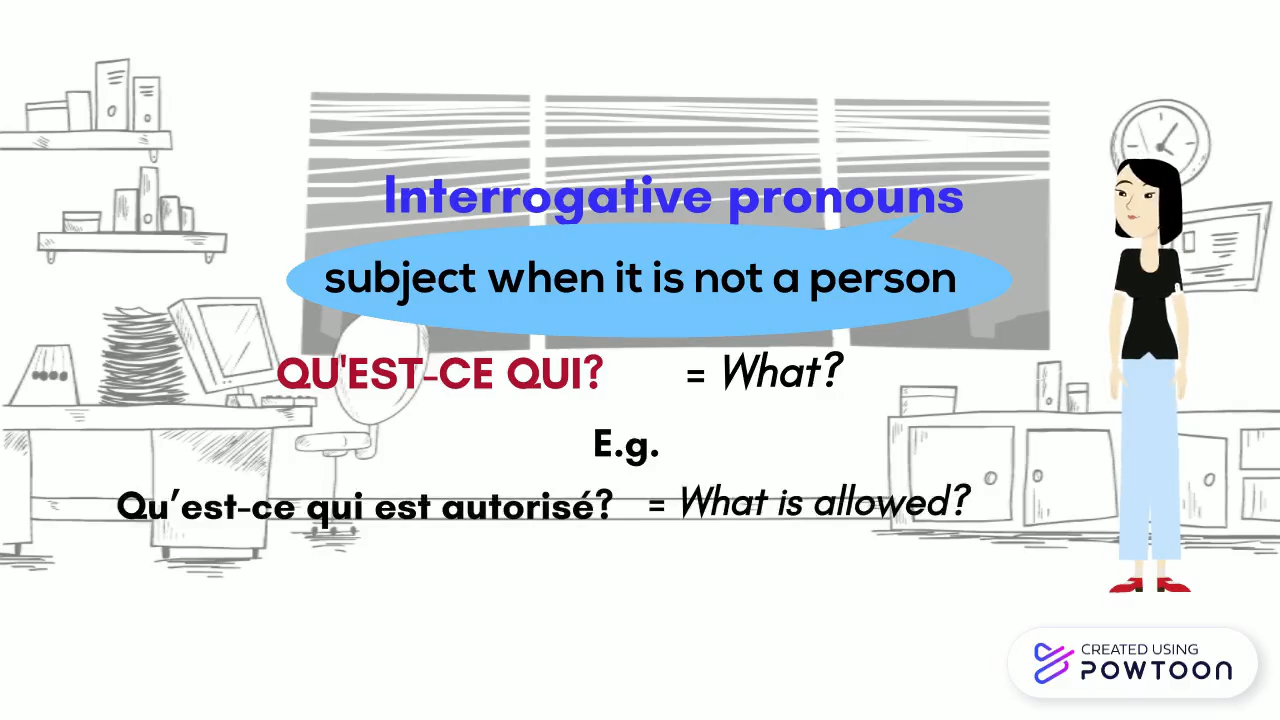 Interrogative pronouns
subject when it is not a person
QU'EST-CE QUI? = What?
E.g.
Qu’est-ce qui est autorisé? = What is allowed?
CREATED USING
POWTOON